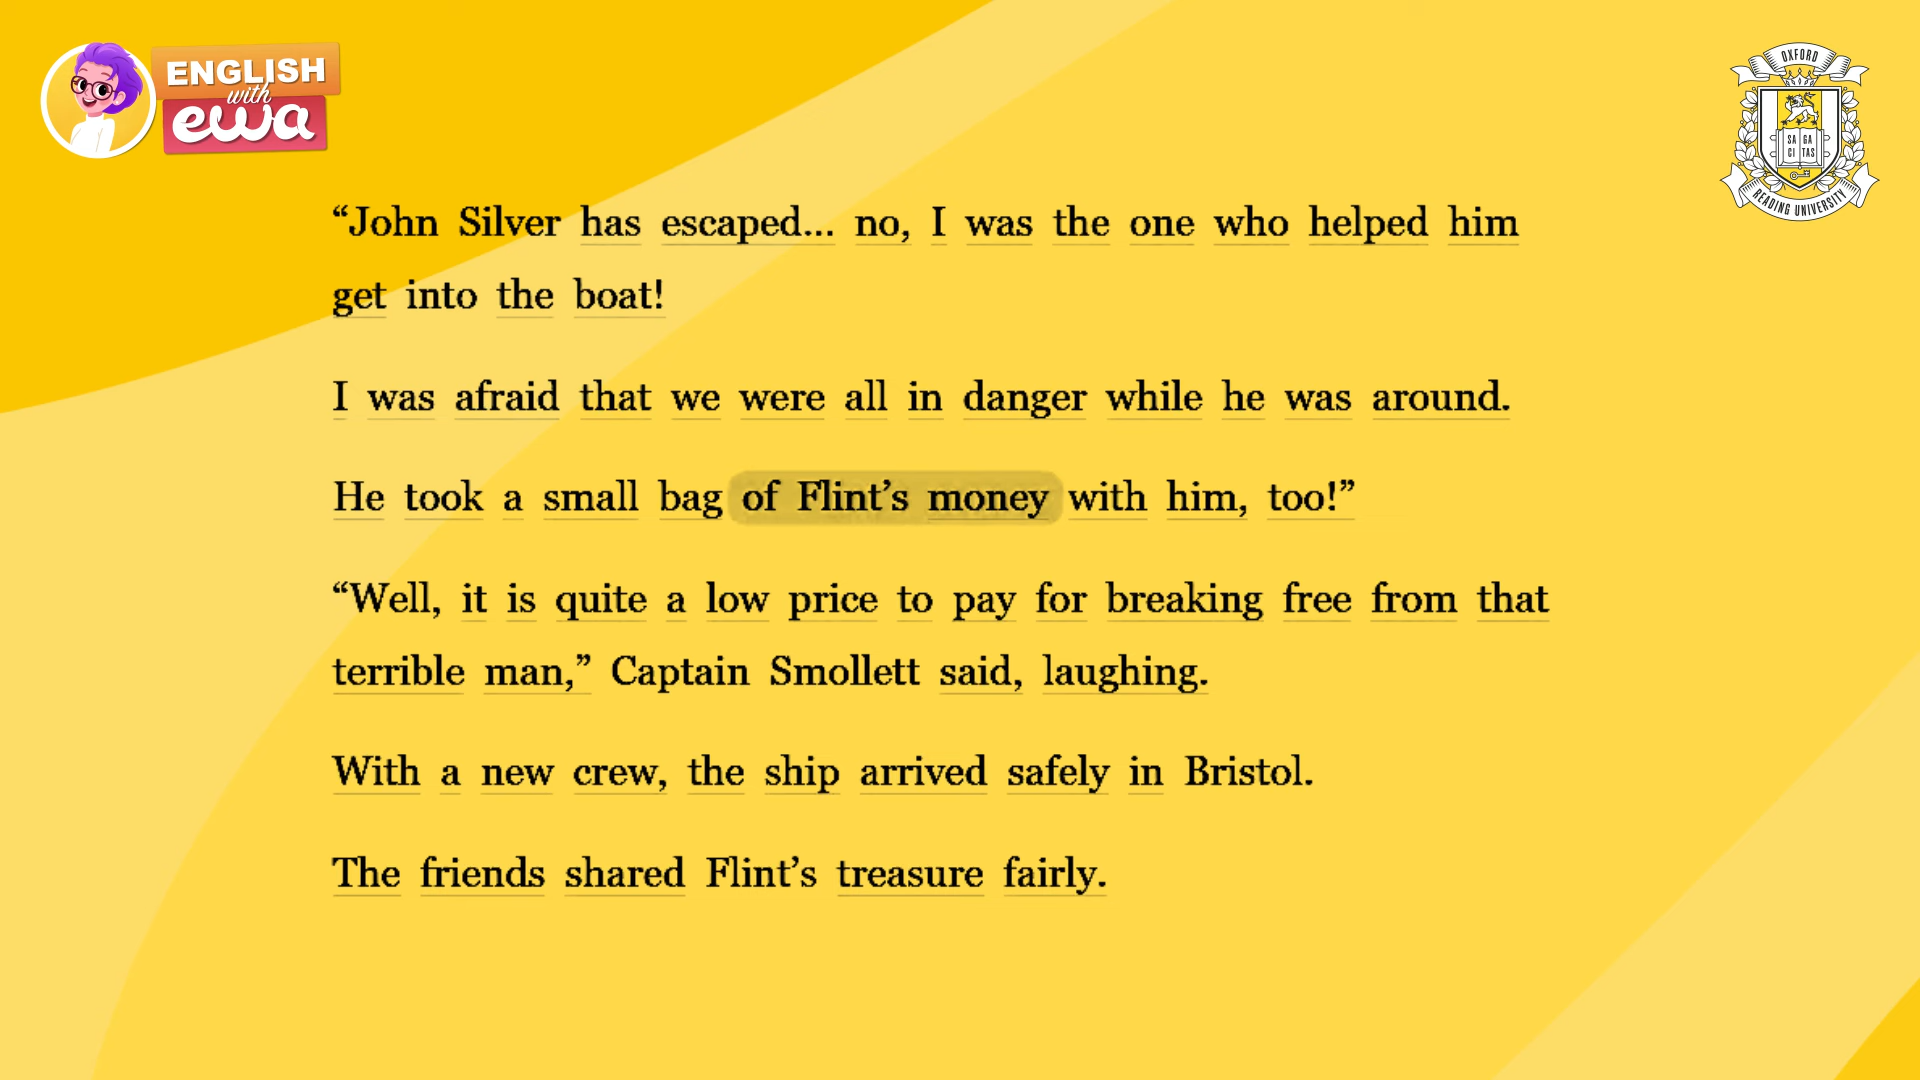 ENGLISH
with
ewa
OXFORD
SA GA
CI TAS
READING UNIVERSITY
“John Silver has escaped... no, I was the one who helped him
get into the boat!
I was afraid that we were all in danger while he was around.
He took a small bag of Flint’s money with him, too!”
“Well, it is quite a low price to pay for breaking free from that
terrible man,” Captain Smollett said, laughing.
With a new crew, the ship arrived safely in Bristol.
The friends shared Flint’s treasure fairly.